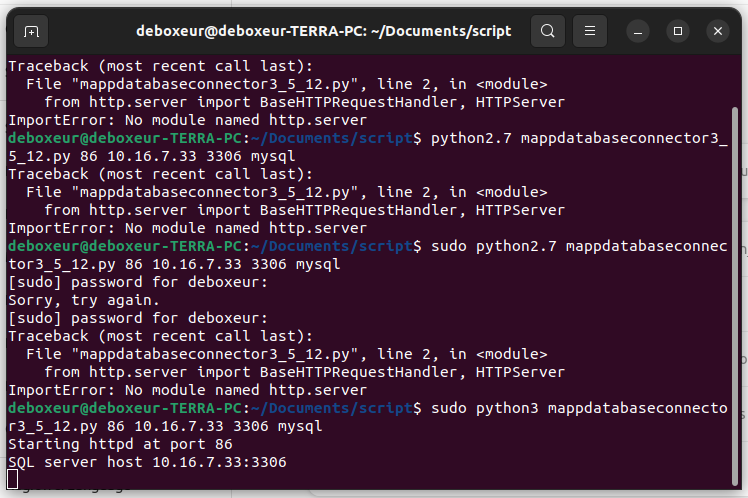 deboxeur@deboxeur-TERRA-PC: ~/Documents/script
Traceback (most recent call last):
  File "mappdatabaseconnector3_5_12.py", line 2, in <module>
    from http.server import BaseHTTPRequestHandler, HTTPServer
ImportError: No module named http.server
deboxeur@deboxeur-TERRA-PC:~/Documents/script$ python2.7 mappdatabaseconnector3_
5_12.py 86 10.16.7.33 3306 mysql
Traceback (most recent call last):
  File "mappdatabaseconnector3_5_12.py", line 2, in <module>
    from http.server import BaseHTTPRequestHandler, HTTPServer
ImportError: No module named http.server
deboxeur@deboxeur-TERRA-PC:~/Documents/script$ sudo python2.7 mappdatabaseconnec
tor3_5_12.py 86 10.16.7.33 3306 mysql
[sudo] password for deboxeur:
Sorry, try again.
[sudo] password for deboxeur:
Traceback (most recent call last):
  File "mappdatabaseconnector3_5_12.py", line 2, in <module>
    from http.server import BaseHTTPRequestHandler, HTTPServer
ImportError: No module named http.server
deboxeur@deboxeur-TERRA-PC:~/Documents/script$ sudo python3 mappdatabaseconnecto
r3_5_12.py 86 10.16.7.33 3306 mysql
Starting httpd at port 86
SQL server host 10.16.7.33:3306